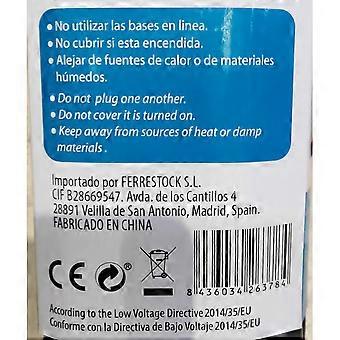 • No utilizar las bases en linea.
• No cubrir si esta encendida.
• Alejar de fuentes de calor o de materiales
húmedos.
• Do not plug one another.
• Do not cover it is turned on.
• Keep away from sources of heat or damp
materials .
Importado por FERRESTOCK S.L.
CIF B28669547. Avda. de los Cantillos 4
28891 Velilla de San Antonio, Madrid, Spain.
FABRICADO EN CHINA
CE ®
8 436034 263784
According to the Low Voltage Directive 2014/35/EU
Conforme con la Directiva de Bajo Voltaje 2014/35/EU